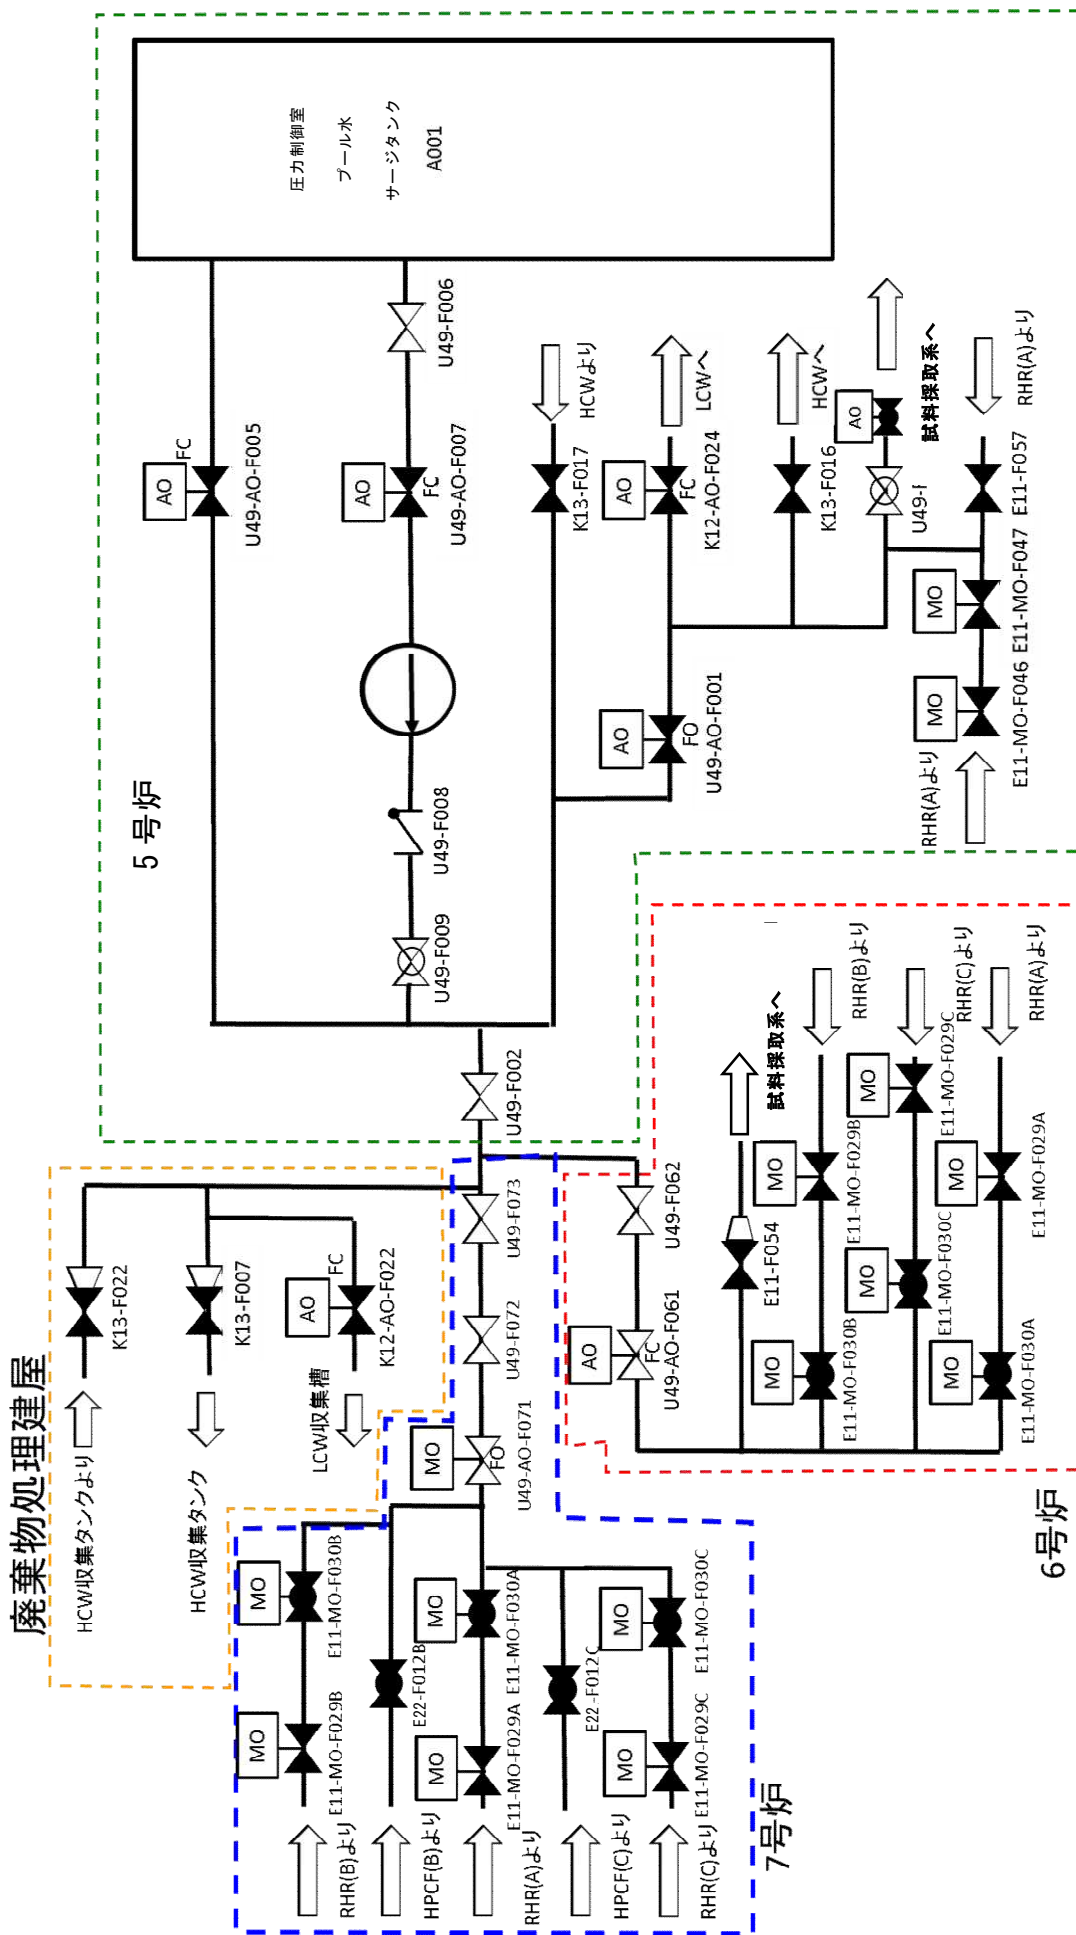 廃棄物処理建屋
HCW収集タンクより
K13-F022
HCW収集タンク
K13-F007
LCW収集槽
AO
FC
K12-AO-F022
5号炉
圧力制御室
プール水
サージタンク
A001
AO
FC
U49-AO-F005
U49-F006
AO
FC
U49-AO-F007
U49-F008
U49-F009
U49-F002
HCWより
K13-F017
LCWへ
AO
FC
K12-AO-F024
HCWへ
K13-F016
AO
FO
U49-AO-F001
AO
試料採取系へ
U49-F
RHR(A)より
E11-F057
MO
E11-MO-F047
MO
E11-MO-F046
RHR(A)より
U49-F073
U49-F072
MO
FO
U49-AO-F071
7号炉
MO
E11-MO-F030B
MO
E11-MO-F029B
RHR(B)より
E22-F012B
HPCF(B)より
MO
E11-MO-F030A
MO
E11-MO-F029A
RHR(A)より
E22-F012C
HPCF(C)より
MO
E11-MO-F030C
MO
E11-MO-F029C
RHR(C)より
6号炉
U49-F062
AO
FC
U49-AO-F061
試料採取系へ
E11-F054
RHR(B)より
MO
E11-MO-F029B
MO
E11-MO-F030B
RHR(C)より
MO
E11-MO-F029C
MO
E11-MO-F030C
RHR(A)より
MO
E11-MO-F029A
MO
E11-MO-F030A